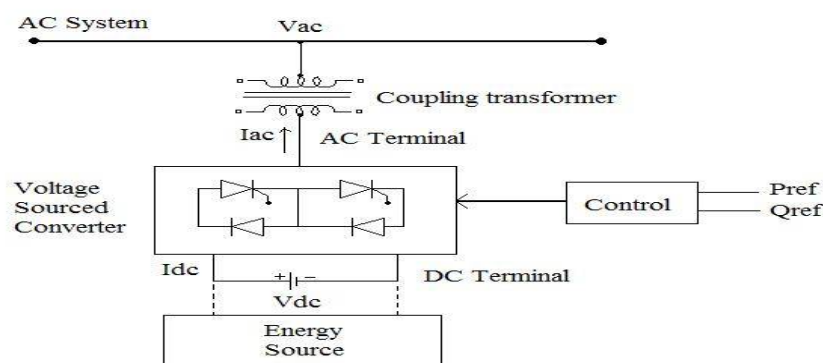 AC System
Vac
Coupling transformer
Iac
AC Terminal
Voltage
Sourced
Converter
Control
Pref
Qref
Idc
+ −
DC Terminal
Vdc
Energy
Source